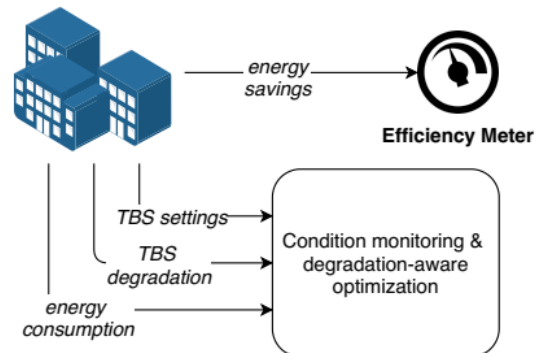 energy
savings
Efficiency Meter
TBS settings
TBS
degradation
energy
consumption
Condition monitoring &
degradation-aware
optimization